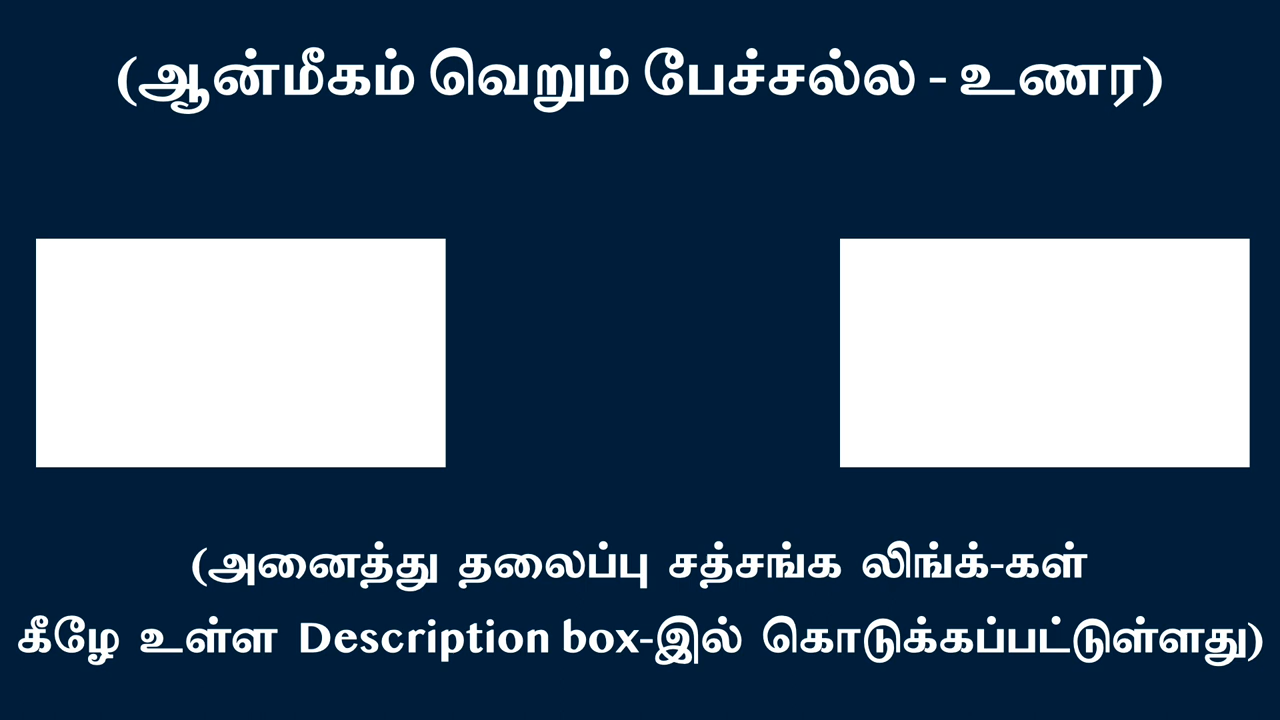 (ஆன்மீகம் வெறும் பேச்சல்ல - உணர)
(அனைத்து தலைப்பு சத்சங்க லிங்க்-கள்
கீழே உள்ள Description box-இல் கொடுக்கப்பட்டுள்ளது)